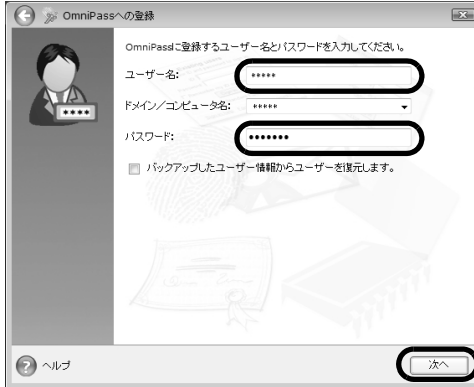 OmniPassへの登録
OmniPassに登録するユーザー名とパスワードを入力してください。
ユーザー名: *****
ドメイン/コンピュータ名: *****
パスワード: •••••••
バックアップしたユーザー情報からユーザーを復元します。
****
ヘルプ
次へ